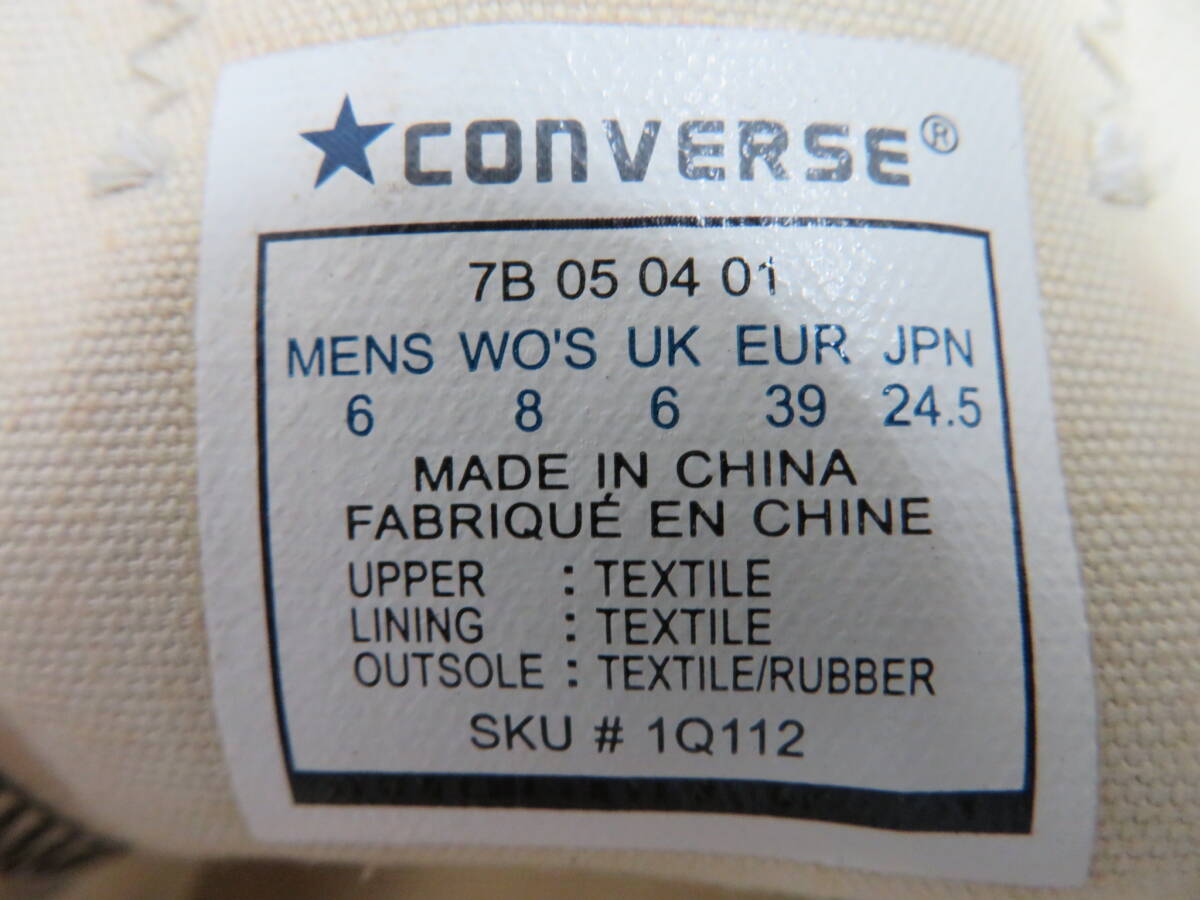 ★CONVERSE®
7B 05 04 01
MENS WO'S UK EUR JPN
6 8 6 39 24.5
MADE IN CHINA
FABRIQUÉ EN CHINE
UPPER : TEXTILE
LINING : TEXTILE
OUTSOLE : TEXTILE/RUBBER
SKU # 1Q112